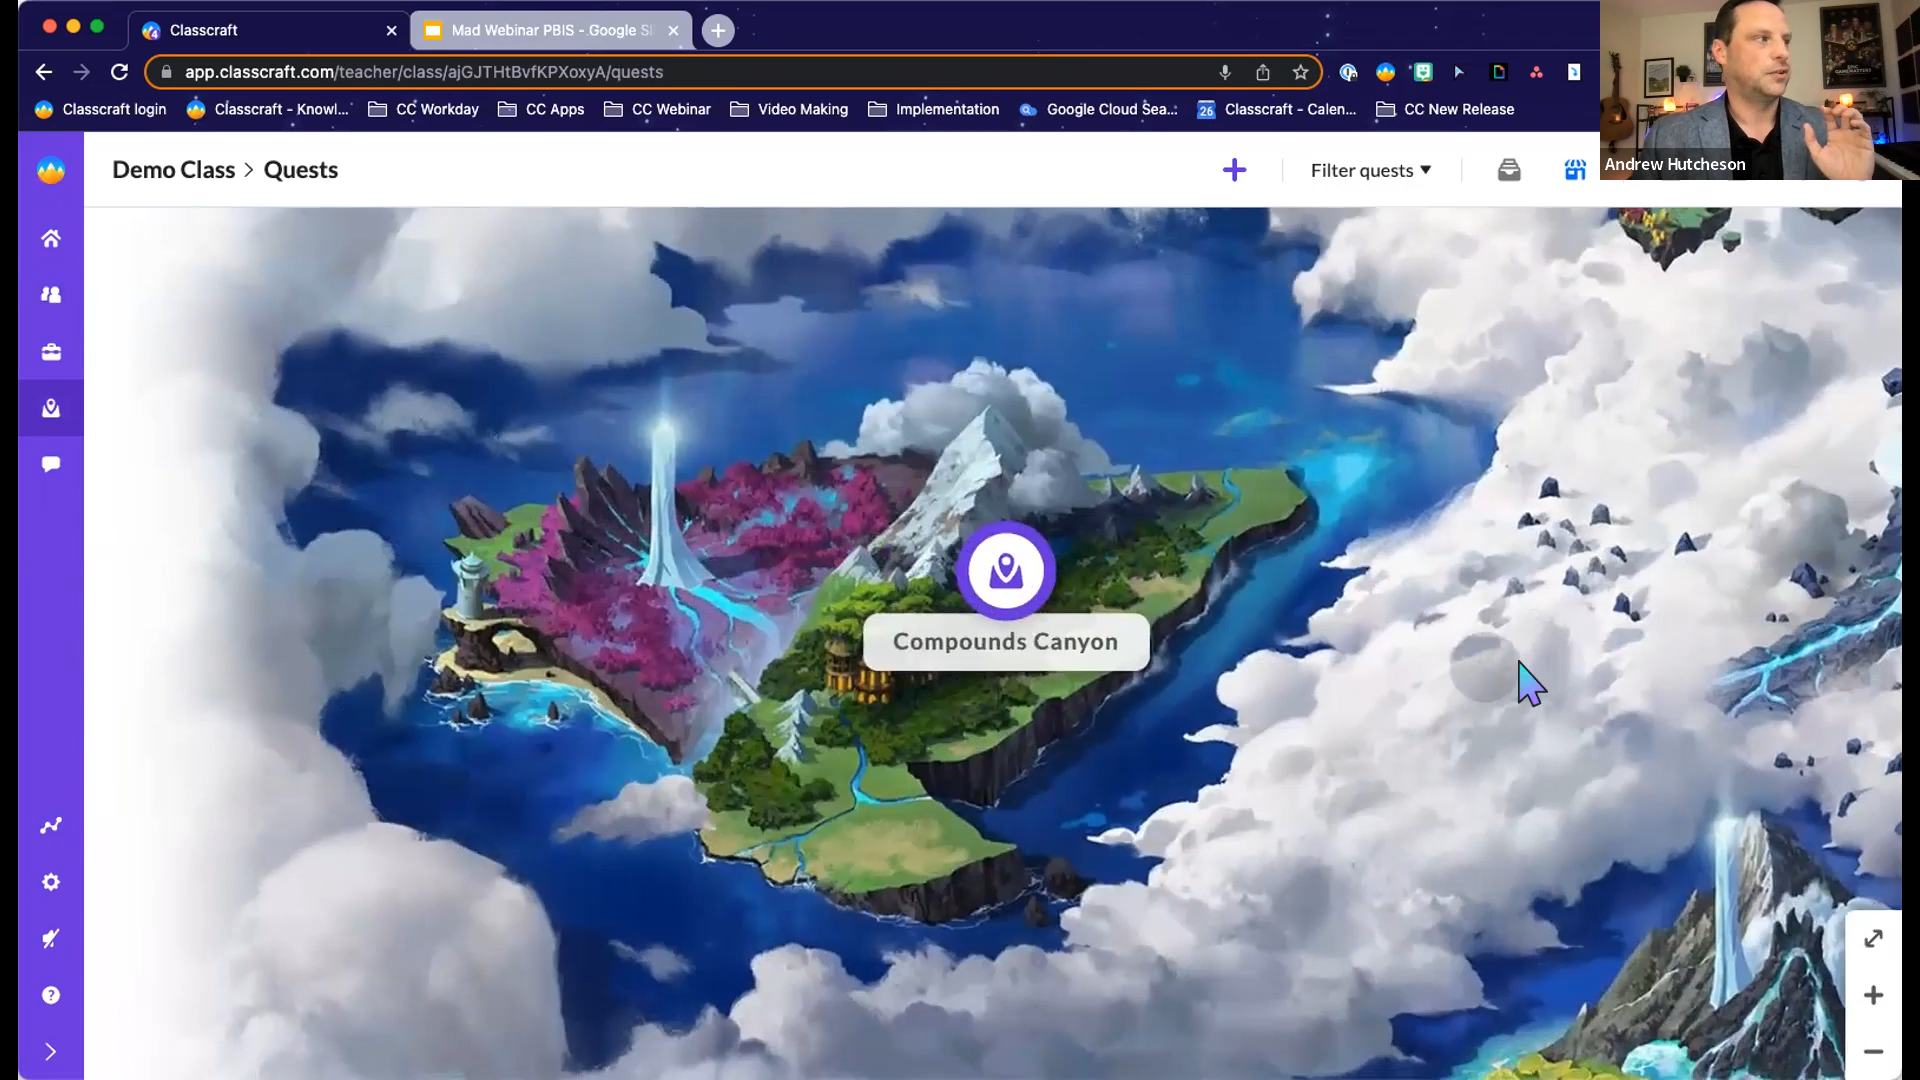 Classcraft
Mad Webinar PBIS - Google Sl
app.classcraft.com/teacher/class/ajGJTHtBvfKPXoxyA/quests
Classcraft login
Classcraft - Knowl...
CC Workday
CC Apps
CC Webinar
Video Making
Implementation
Google Cloud Sea...
26
Classcraft - Calen...
CC New Release
Andrew Hutcheson
Demo Class > Quests
Filter quests
Compounds Canyon